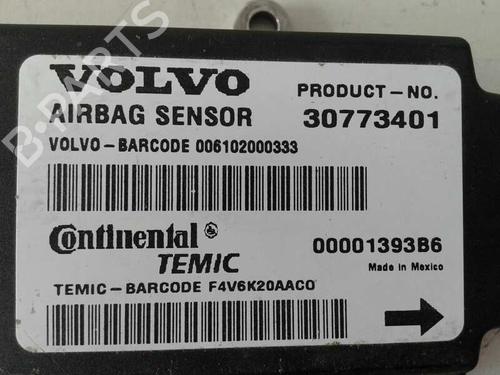 VOLVO PRODUCT-NO.
AIRBAG SENSOR 30773401
VOLVO-BARCODE 006102000333
Continental 00001393B6
TEMIC Made in Mexico
TEMIC-BARCODE F4V6K20AACO
B-PARTS